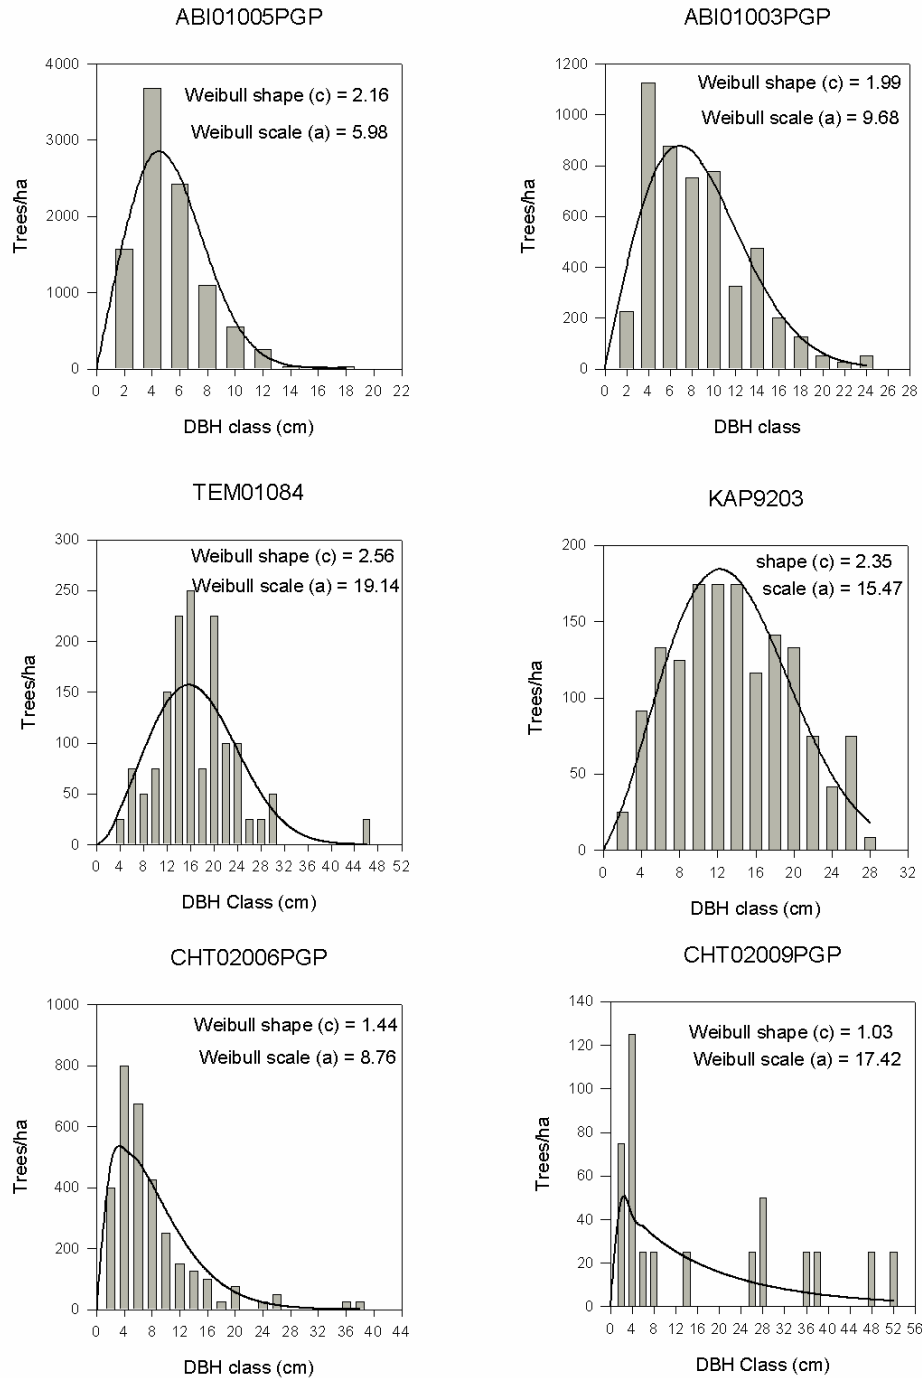 ABI01005PGP
4000
3000
2000
1000
0
Trees/ha
Weibull shape (c) = 2.16
Weibull scale (a) = 5.98
0 2 4 6 8 10 12 14 16 18 20 22
DBH class (cm)
ABI01003PGP
1200
1000
800
600
400
200
0
Trees/ha
Weibull shape (c) = 1.99
Weibull scale (a) = 9.68
0 2 4 6 8 10 12 14 16 18 20 22 24 26 28
DBH class
TEM01084
300
250
200
150
100
50
0
Trees/ha
Weibull shape (c) = 2.56
Weibull scale (a) = 19.14
0 4 8 12 16 20 24 28 32 36 40 44 48 52
DBH Class (cm)
KAP9203
200
150
100
50
0
Trees/ha
shape (c) = 2.35
scale (a) = 15.47
0 4 8 12 16 20 24 28 32
DBH class (cm)
CHT02006PGP
1000
800
600
400
200
0
Trees/ha
Weibull shape (c) = 1.44
Weibull scale (a) = 8.76
0 4 8 12 16 20 24 28 32 36 40 44
DBH Class (cm)
CHT02009PGP
140
120
100
80
60
40
20
0
Trees/ha
Weibull shape (c) = 1.03
Weibull scale (a) = 17.42
0 4 8 12 16 20 24 28 32 36 40 44 48 52 56
DBH Class (cm)